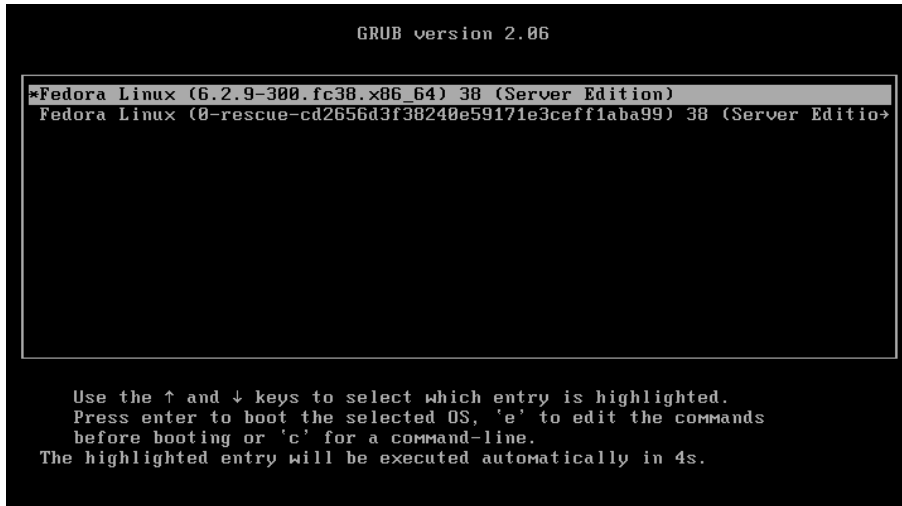 GRUB version 2.06
*Fedora Linux (6.2.9-300.fc38.x86_64) 38 (Server Edition)
Fedora Linux (0-rescue-cd2656d3f38240e59171e3ceff1aba99) 38 (Server Editio→
Use the ↑ and ↓ keys to select which entry is highlighted.
Press enter to boot the selected OS, `e' to edit the commands
before booting or `c' for a command-line.
The highlighted entry will be executed automatically in 4s.